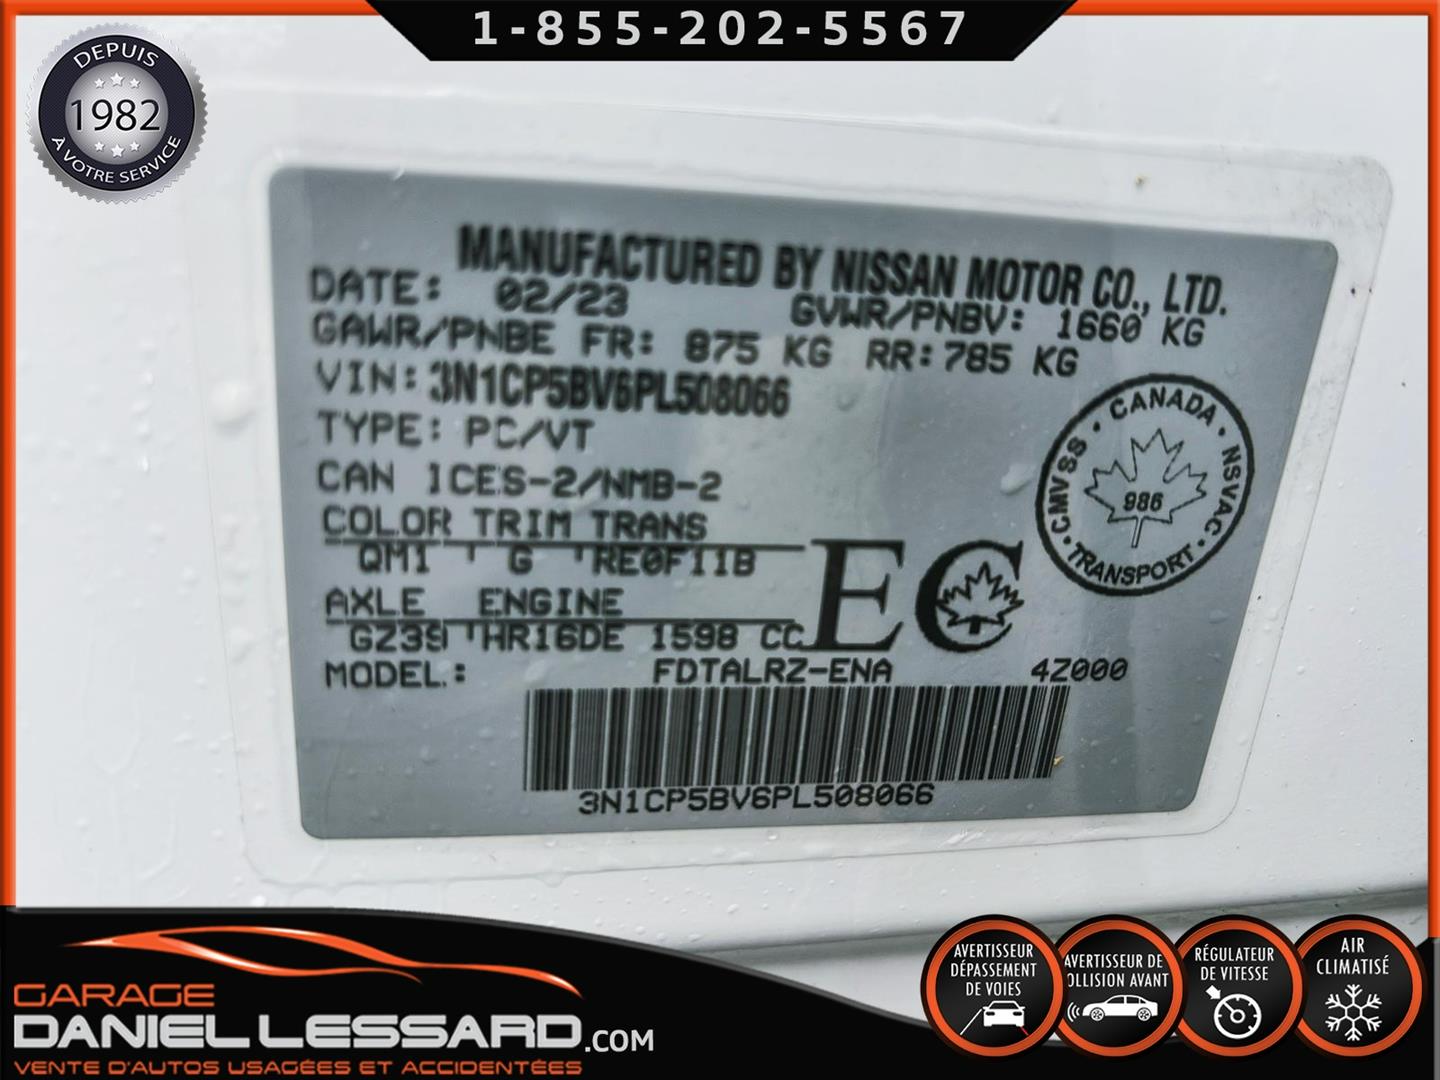 1-855-202-5567
DEPUIS
1982
À VOTRE SERVICE
MANUFACTURED BY NISSAN MOTOR CO., LTD.
DATE: 02/23 GVWR/PNBV: 1660 KG
GAWR/PNBE FR: 875 KG RR: 785 KG
VIN: 3N1CP5BV6PL508066
TYPE: PC/VT
CAN ICES-2/NMB-2
COLOR TRIM TRANS
QM1 G RE0F11B
AXLE ENGINE
GZ39 HR16DE 1598 CC
MODEL: FDTALRZ-ENA 4Z000
EC
CANADA · NSVAC · TRANSPORT · CMVSS ·
986
3N1CP5BV6PL508066
GARAGE
DANIEL LESSARD.COM
VENTE D'AUTOS USAGÉES ET ACCIDENTÉES
AVERTISSEUR
DÉPASSEMENT
DE VOIES
AVERTISSEUR DE
COLLISION AVANT
RÉGULATEUR
DE VITESSE
AIR
CLIMATISÉ